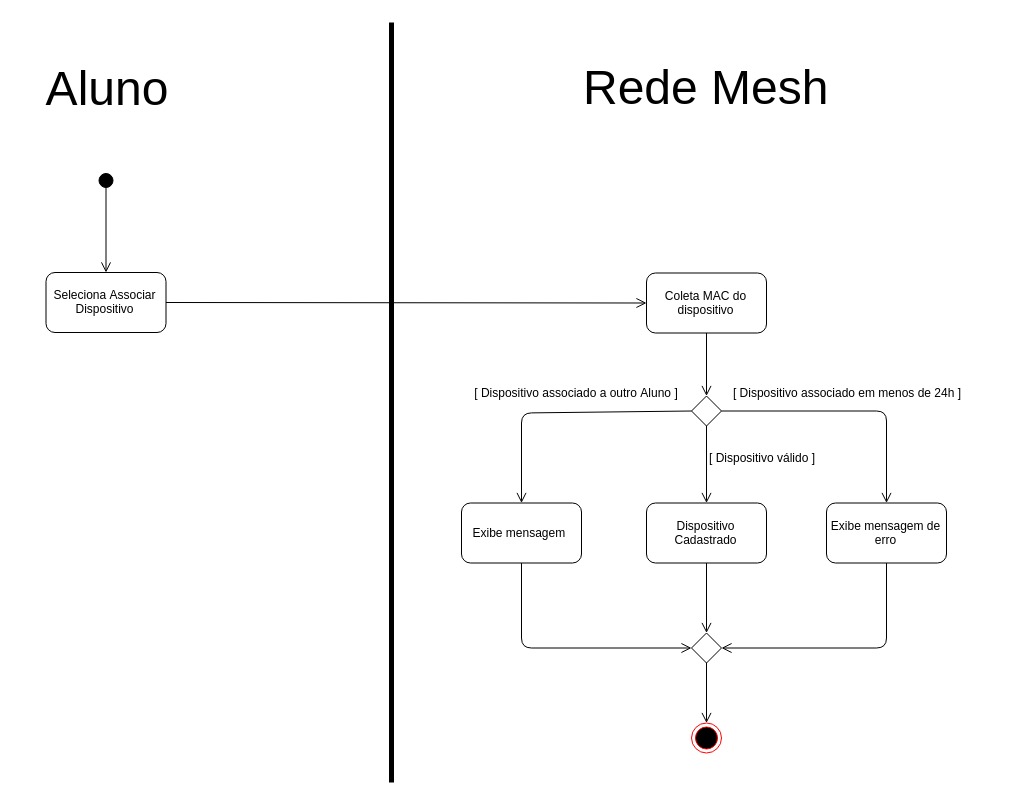 Aluno
Rede Mesh
Seleciona Associar
Dispositivo
Coleta MAC do
dispositivo
[ Dispositivo associado a outro Aluno ]
[ Dispositivo associado em menos de 24h ]
[ Dispositivo válido ]
Exibe mensagem
Dispositivo
Cadastrado
Exibe mensagem de
erro